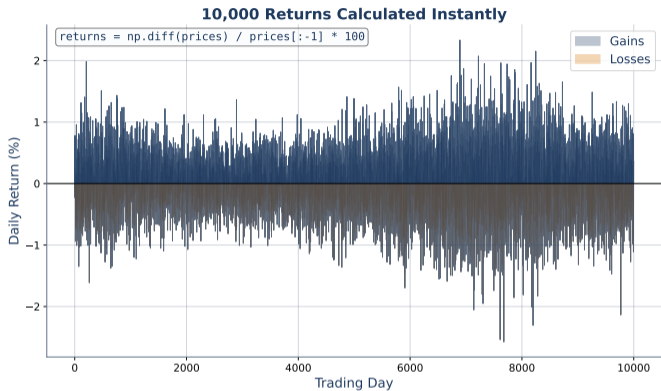 10,000 Returns Calculated Instantly
returns = np.diff(prices) / prices[:-1] * 100
Gains
Losses
Daily Return (%)
2
1
0
−1
−2
0
2000
4000
6000
8000
10000
Trading Day